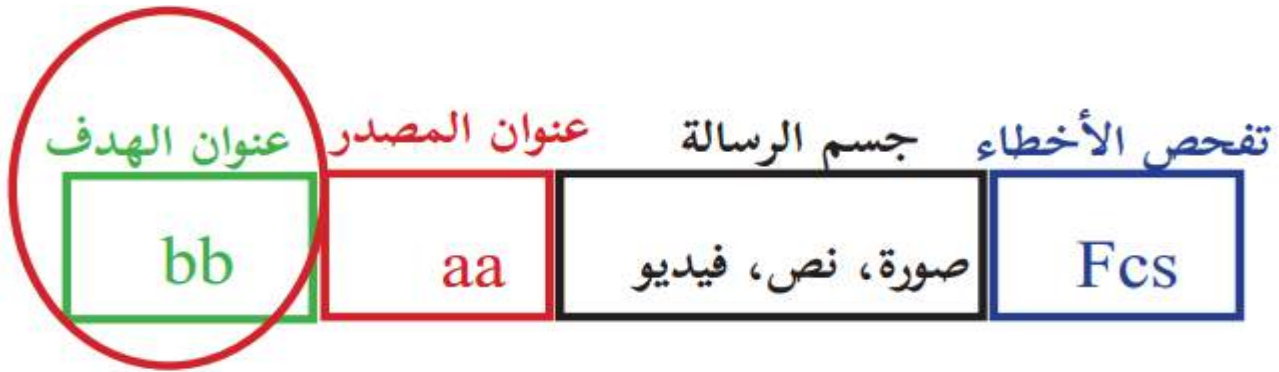 عنوان الهدف عنوان المصدر جسم الرسالة تفحص الأخطاء
bb aa صورة، نص، فيديو Fcs